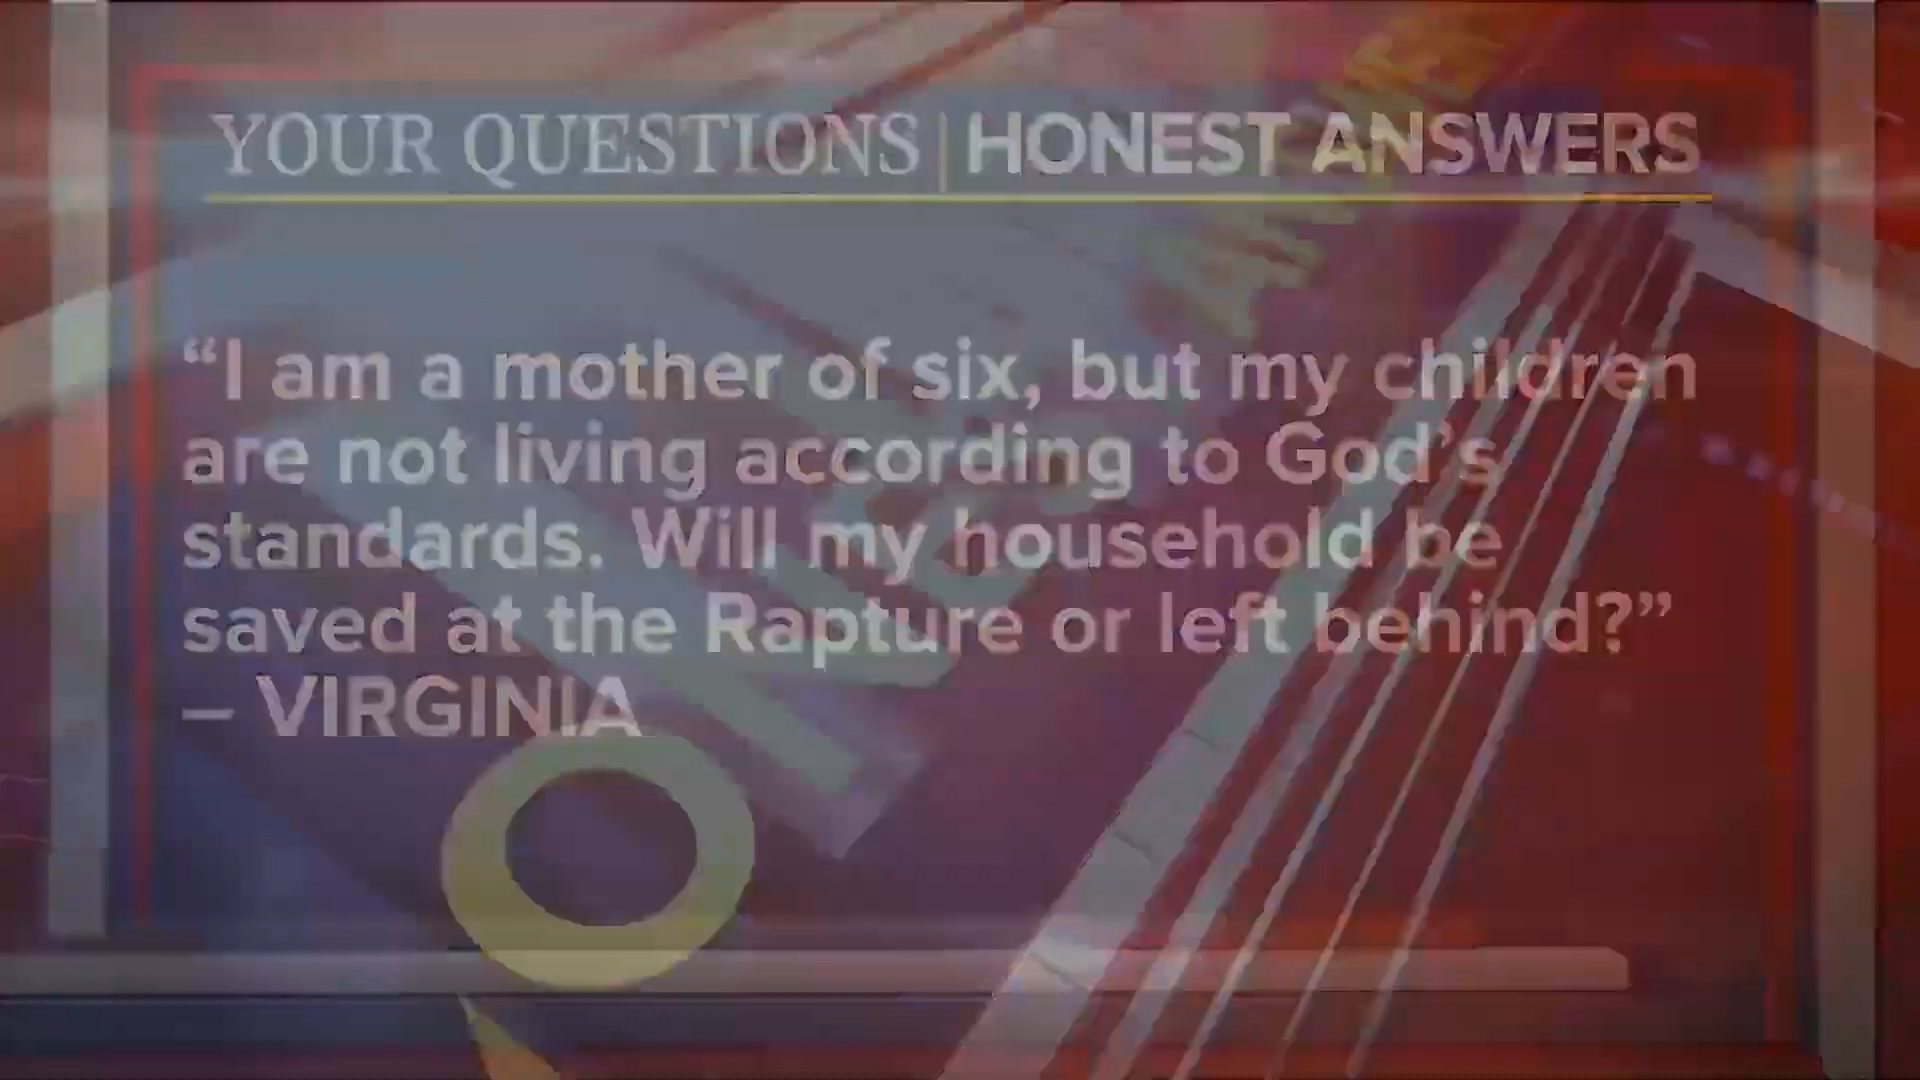 YOUR QUESTIONS | HONEST ANSWERS
“I am a mother of six, but my children
are not living according to God’s
standards. Will my household be
saved at the Rapture or left behind?”
– VIRGINIA